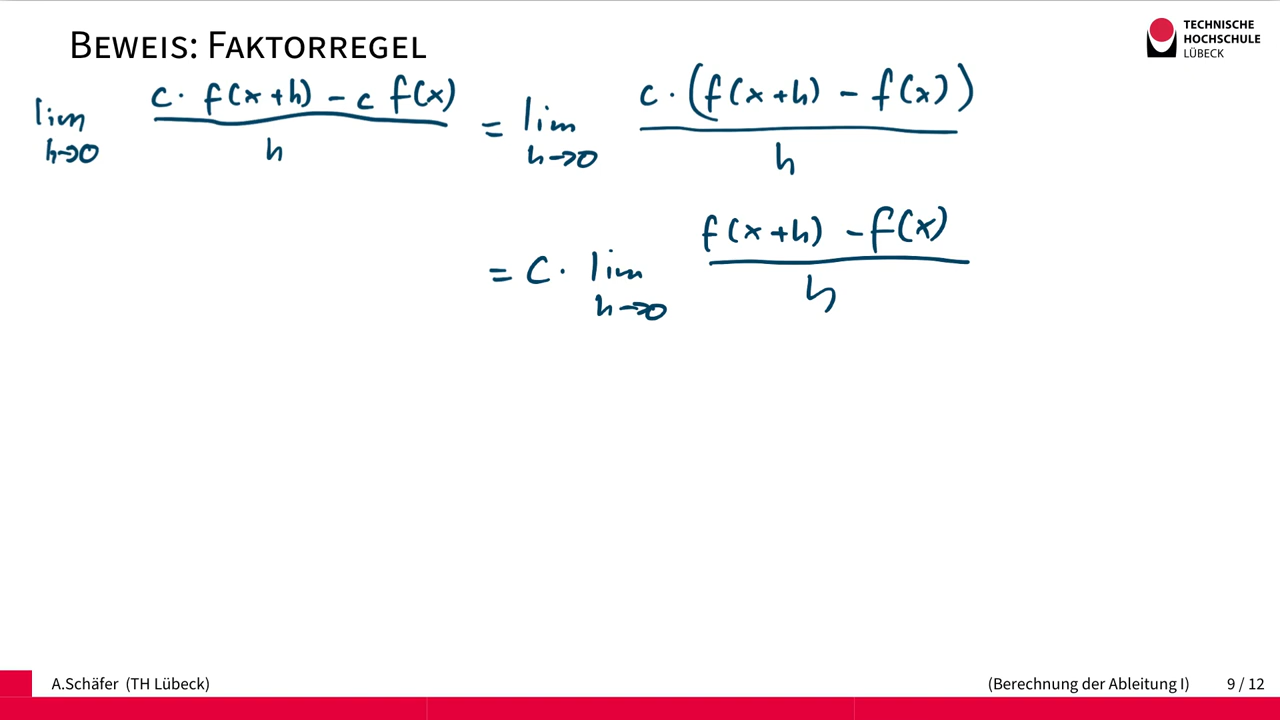 BEWEIS: FAKTORREGEL
TECHNISCHE
HOCHSCHULE
LÜBECK
lim h→0 (c · f(x+h) − c f(x)) / h = lim h→0 (c · (f(x+h) − f(x))) / h
= c · lim h→0 (f(x+h) − f(x)) / h
A.Schäfer (TH Lübeck) (Berechnung der Ableitung I) 9 / 12